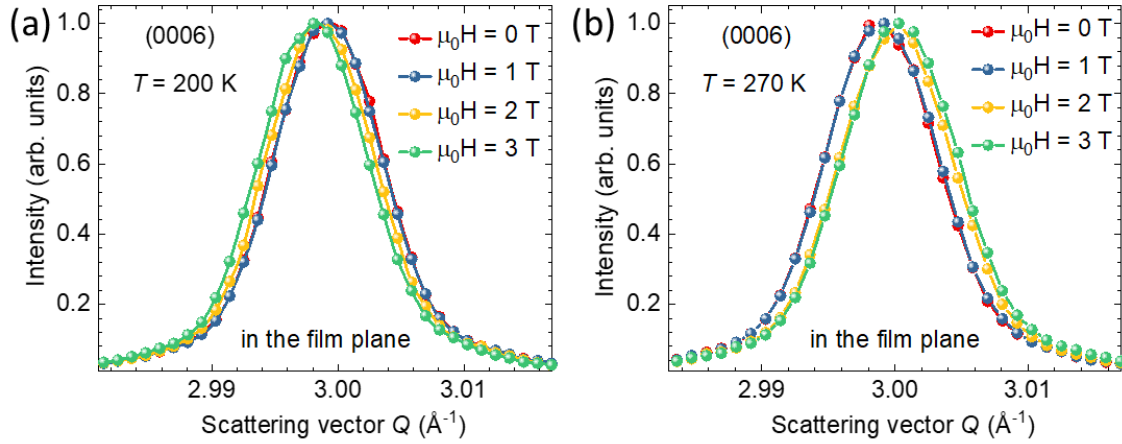 (a)
(0006)
T = 200 K
μ₀H = 0 T
μ₀H = 1 T
μ₀H = 2 T
μ₀H = 3 T
in the film plane
Intensity (arb. units)
1.0
0.8
0.6
0.4
0.2
2.99
3.00
3.01
Scattering vector Q (Å⁻¹)
(b)
(0006)
T = 270 K
μ₀H = 0 T
μ₀H = 1 T
μ₀H = 2 T
μ₀H = 3 T
in the film plane
Intensity (arb. units)
1.0
0.8
0.6
0.4
0.2
2.99
3.00
3.01
Scattering vector Q (Å⁻¹)